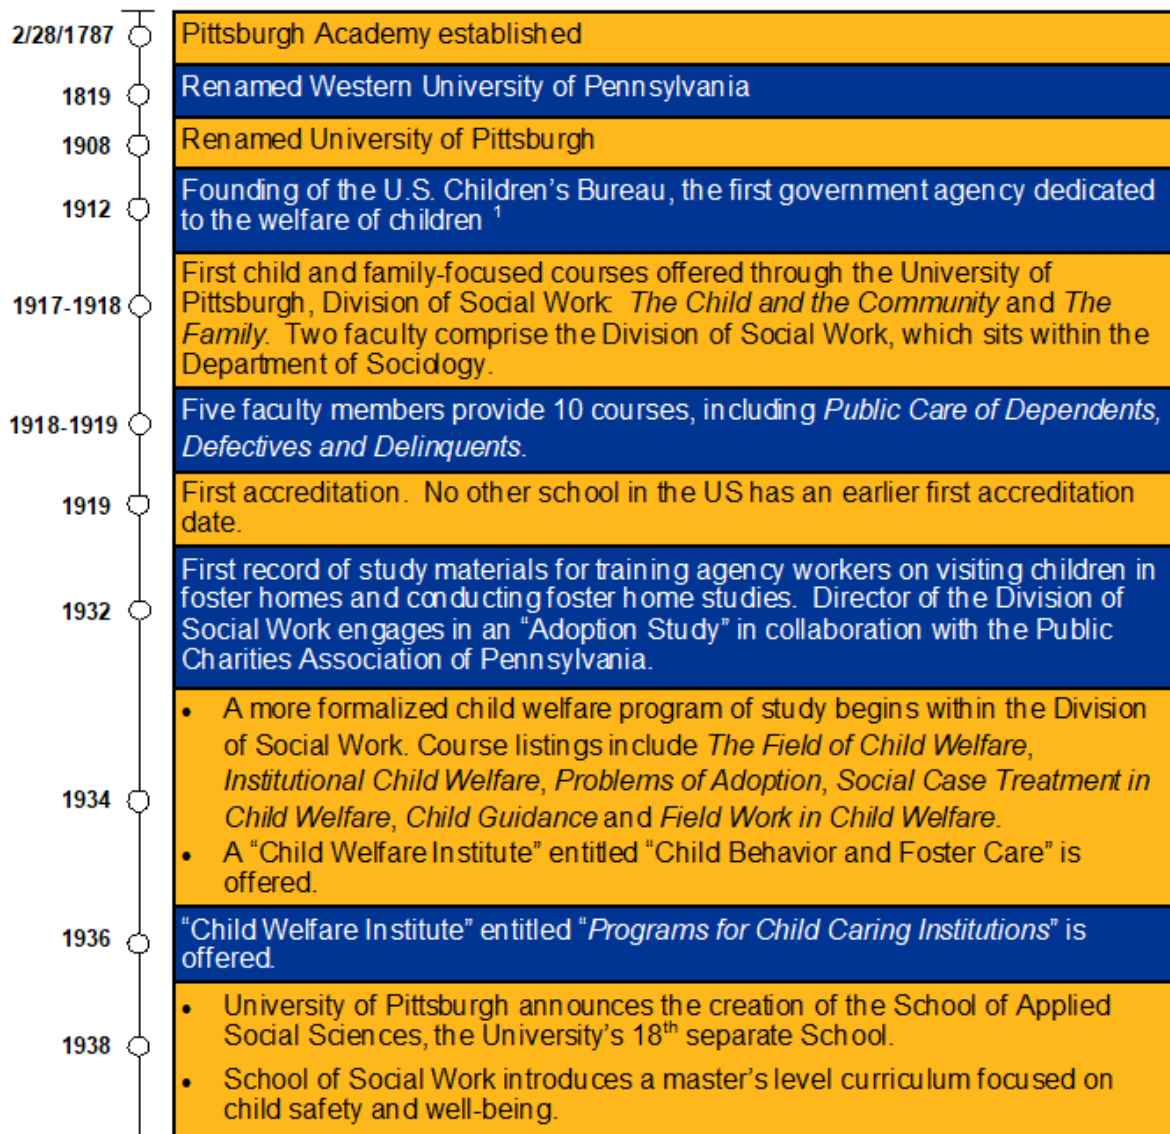 2/28/1787
Pittsburgh Academy established
1819
Renamed Western University of Pennsylvania
1908
Renamed University of Pittsburgh
1912
Founding of the U.S. Children’s Bureau, the first government agency dedicated
to the welfare of children 1
1917-1918
First child and family-focused courses offered through the University of
Pittsburgh, Division of Social Work: The Child and the Community and The
Family. Two faculty comprise the Division of Social Work, which sits within the
Department of Sociology.
1918-1919
Five faculty members provide 10 courses, including Public Care of Dependents,
Defectives and Delinquents.
1919
First accreditation. No other school in the US has an earlier first accreditation
date.
1932
First record of study materials for training agency workers on visiting children in
foster homes and conducting foster home studies. Director of the Division of
Social Work engages in an “Adoption Study” in collaboration with the Public
Charities Association of Pennsylvania.
1934
• A more formalized child welfare program of study begins within the Division
of Social Work. Course listings include The Field of Child Welfare,
Institutional Child Welfare, Problems of Adoption, Social Case Treatment in
Child Welfare, Child Guidance and Field Work in Child Welfare.
• A “Child Welfare Institute” entitled “Child Behavior and Foster Care” is
offered.
1936
“Child Welfare Institute” entitled “Programs for Child Caring Institutions” is
offered.
1938
• University of Pittsburgh announces the creation of the School of Applied
Social Sciences, the University’s 18th separate School.
• School of Social Work introduces a master’s level curriculum focused on
child safety and well-being.